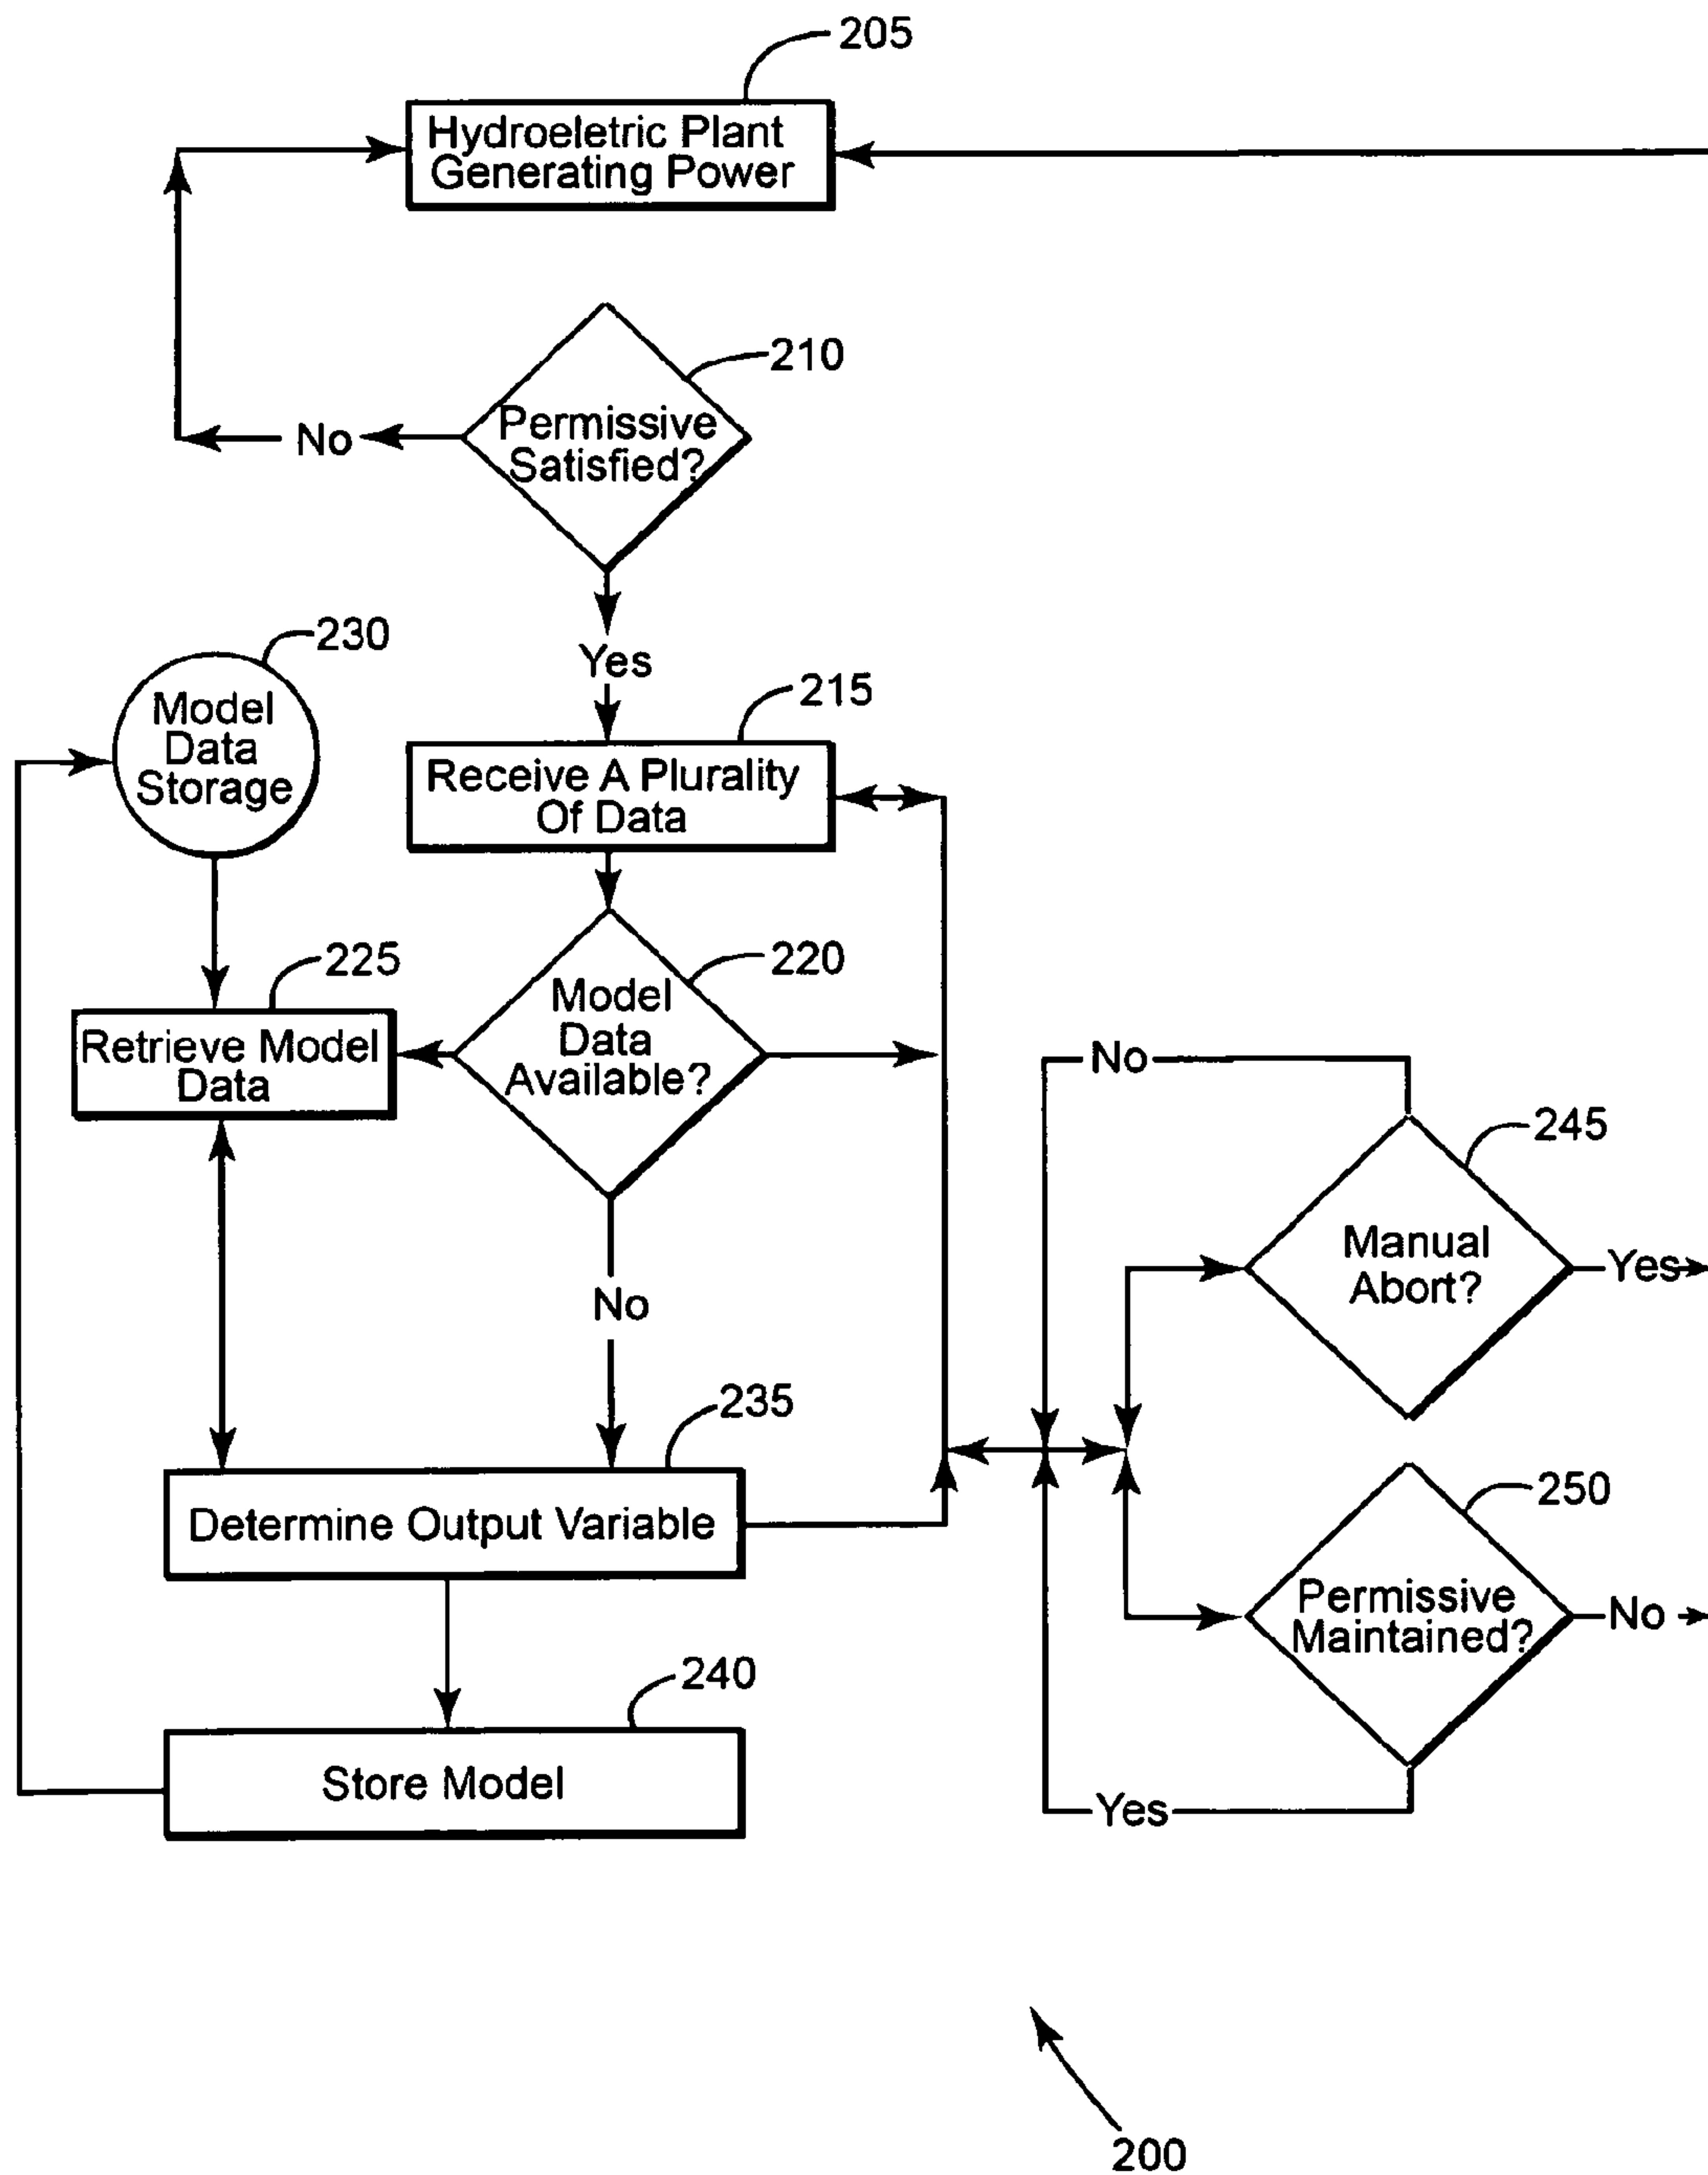 205
Hydroeletric Plant
Generating Power
210
Permissive
Satisfied?
No
Yes
230
Model
Data
Storage
215
Receive A Plurality
Of Data
225
Retrieve Model
Data
220
Model
Data
Available?
No
No
245
Manual
Abort?
Yes
235
Determine Output Variable
250
Permissive
Maintained?
No
Yes
240
Store Model
200